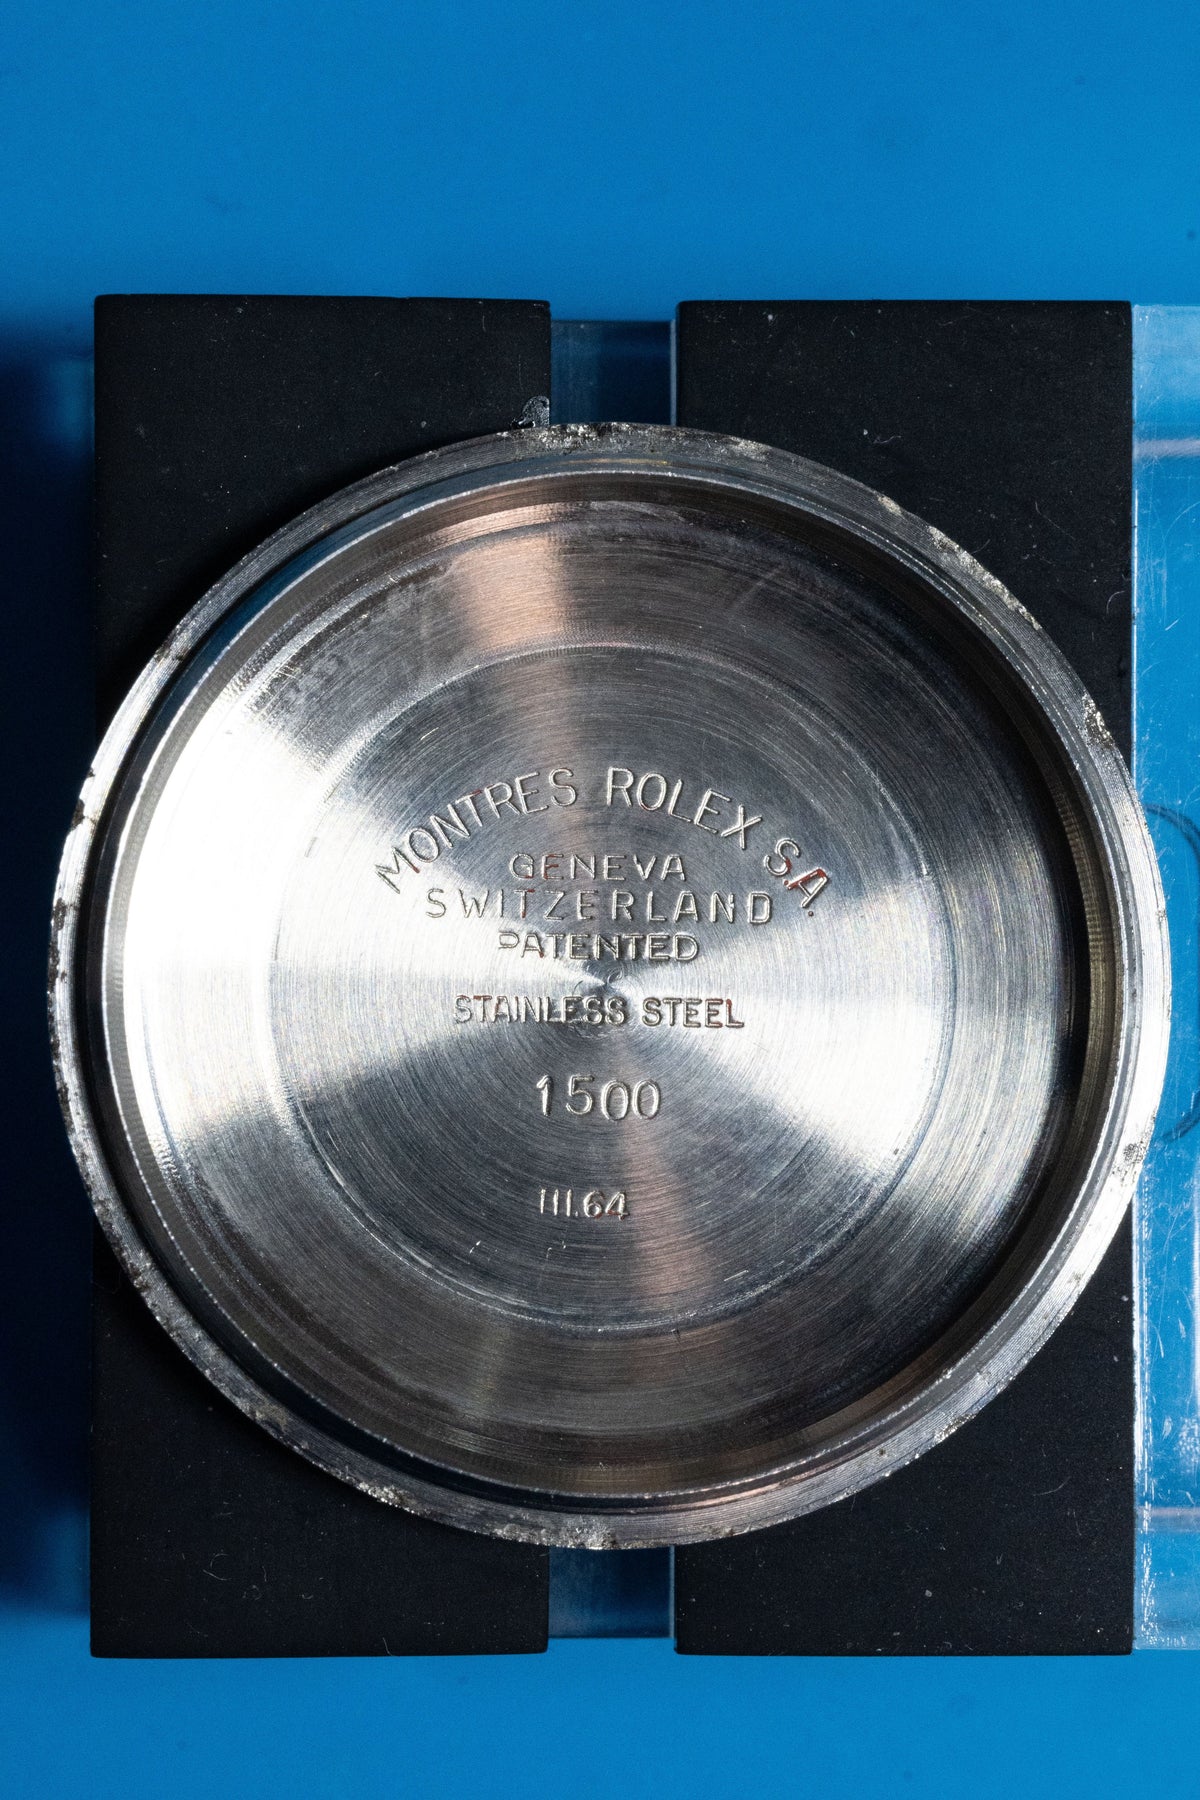 MONTRES ROLEX S.A.
GENEVA
SWITZERLAND
PATENTED
STAINLESS STEEL
1500
III.64